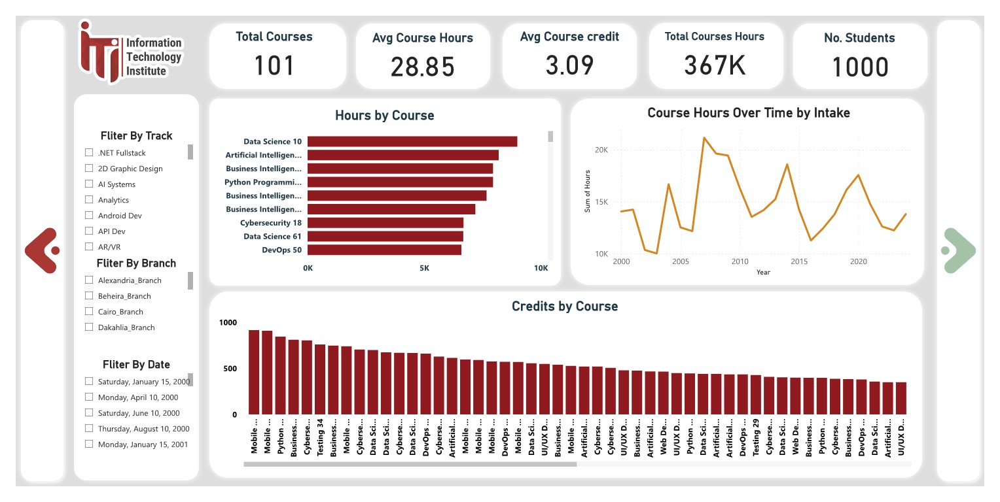 Information
Technology
Institute
Total Courses
101
Avg Course Hours
28.85
Avg Course credit
3.09
Total Courses Hours
367K
No. Students
1000
Fliter By Track
.NET Fullstack
2D Graphic Design
AI Systems
Analytics
Android Dev
API Dev
AR/VR
Fliter By Branch
Alexandria_Branch
Beheira_Branch
Cairo_Branch
Dakahlia_Branch
Fliter By Date
Saturday, January 15, 2000
Monday, April 10, 2000
Saturday, June 10, 2000
Thursday, August 10, 2000
Monday, January 15, 2001
Hours by Course
Data Science 10
Artificial Intelligen...
Business Intelligen...
Python Programmi...
Business Intelligen...
Business Intelligen...
Cybersecurity 18
Data Science 61
DevOps 50
0K 5K 10K
Course Hours Over Time by Intake
Sum of Hours
20K
15K
10K
2000 2005 2010 2015 2020
Year
Credits by Course
1000
500
0
Mobile ...
Mobile ...
Python ...
Business...
Cyberse...
Testing 34
Business...
Mobile ...
Cyberse...
Data Sci...
Cyberse...
Data Sci...
Data Sci...
DevOps ...
Cyberse...
Artificial...
Mobile ...
Mobile ...
Mobile ...
DevOps ...
Mobile ...
Data Sci...
UI/UX D...
Business...
Mobile ...
Artificial...
Cyberse...
Cyberse...
UI/UX D...
Business...
Artificial...
Web De...
UI/UX D...
Python ...
Data Sci...
Artificial...
Artificial...
DevOps ...
Testing 29
Cyberse...
Data Sci...
Web De...
Business...
Python ...
Cyberse...
Business...
DevOps ...
Data Sci...
Artificial...
UI/UX D...